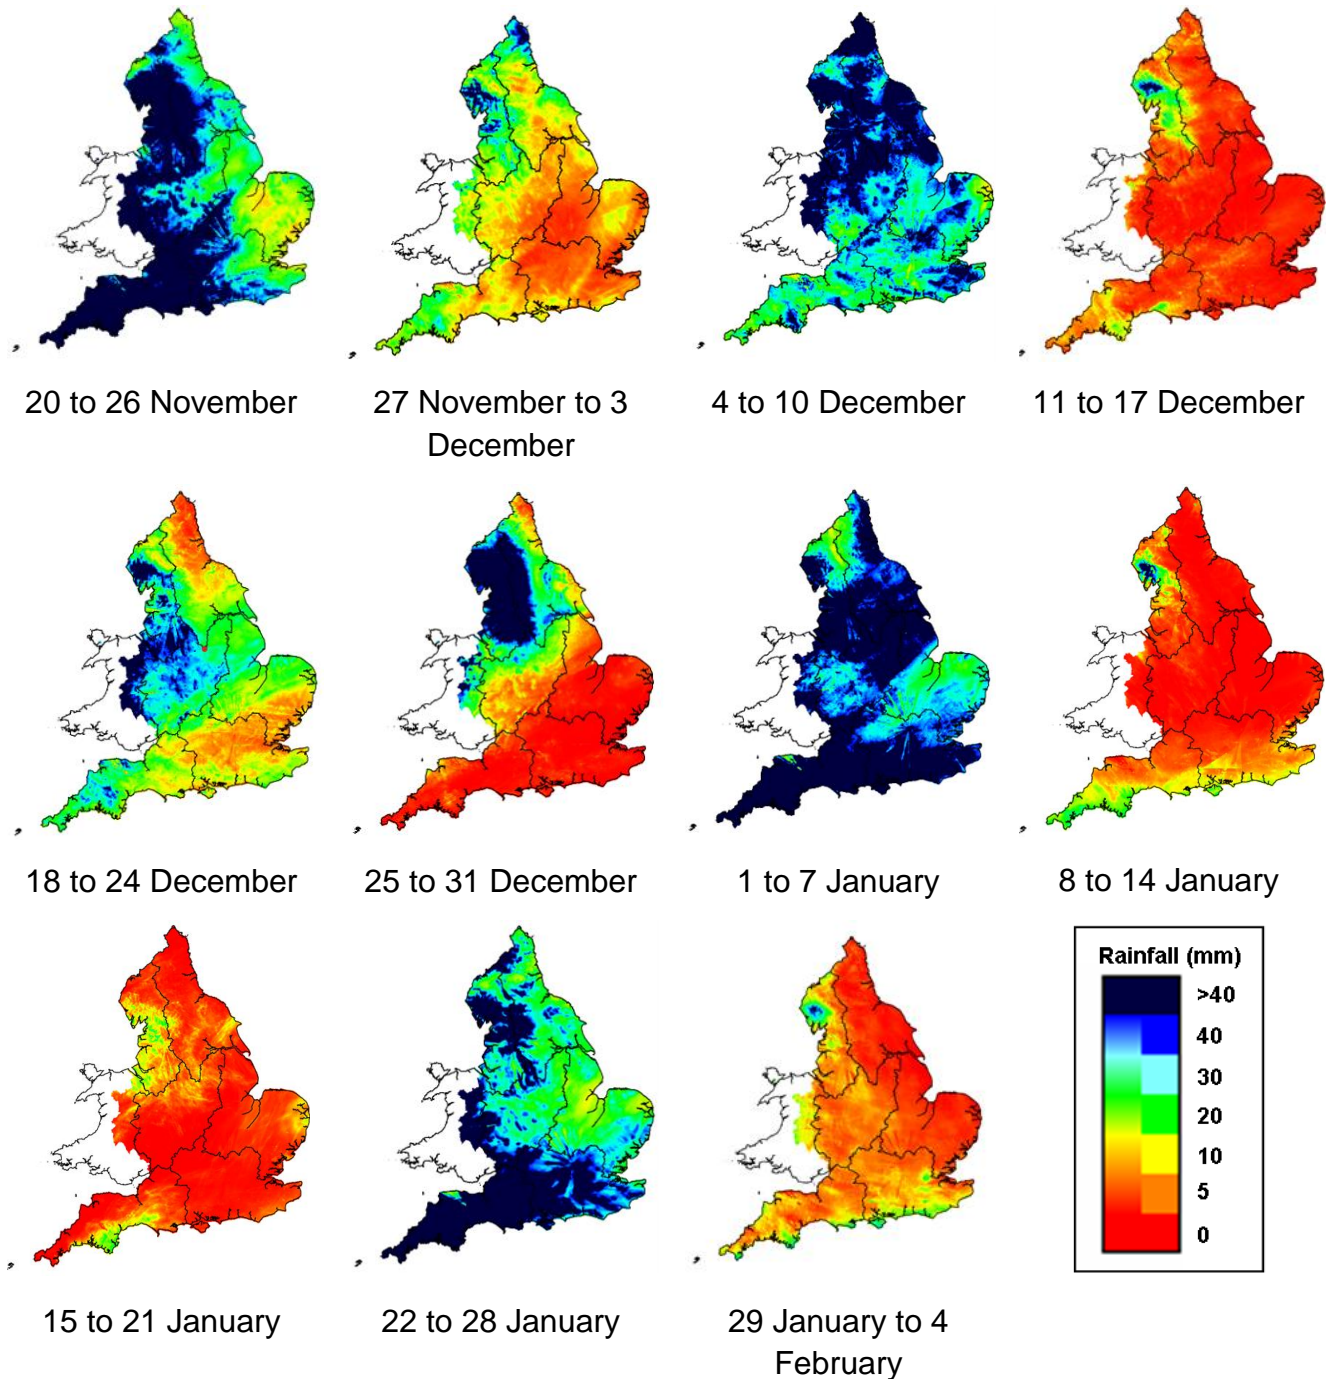 20 to 26 November
27 November to 3
December
4 to 10 December
11 to 17 December
18 to 24 December
25 to 31 December
1 to 7 January
8 to 14 January
15 to 21 January
22 to 28 January
29 January to 4
February
Rainfall (mm)
>40
40
30
20
10
5
0